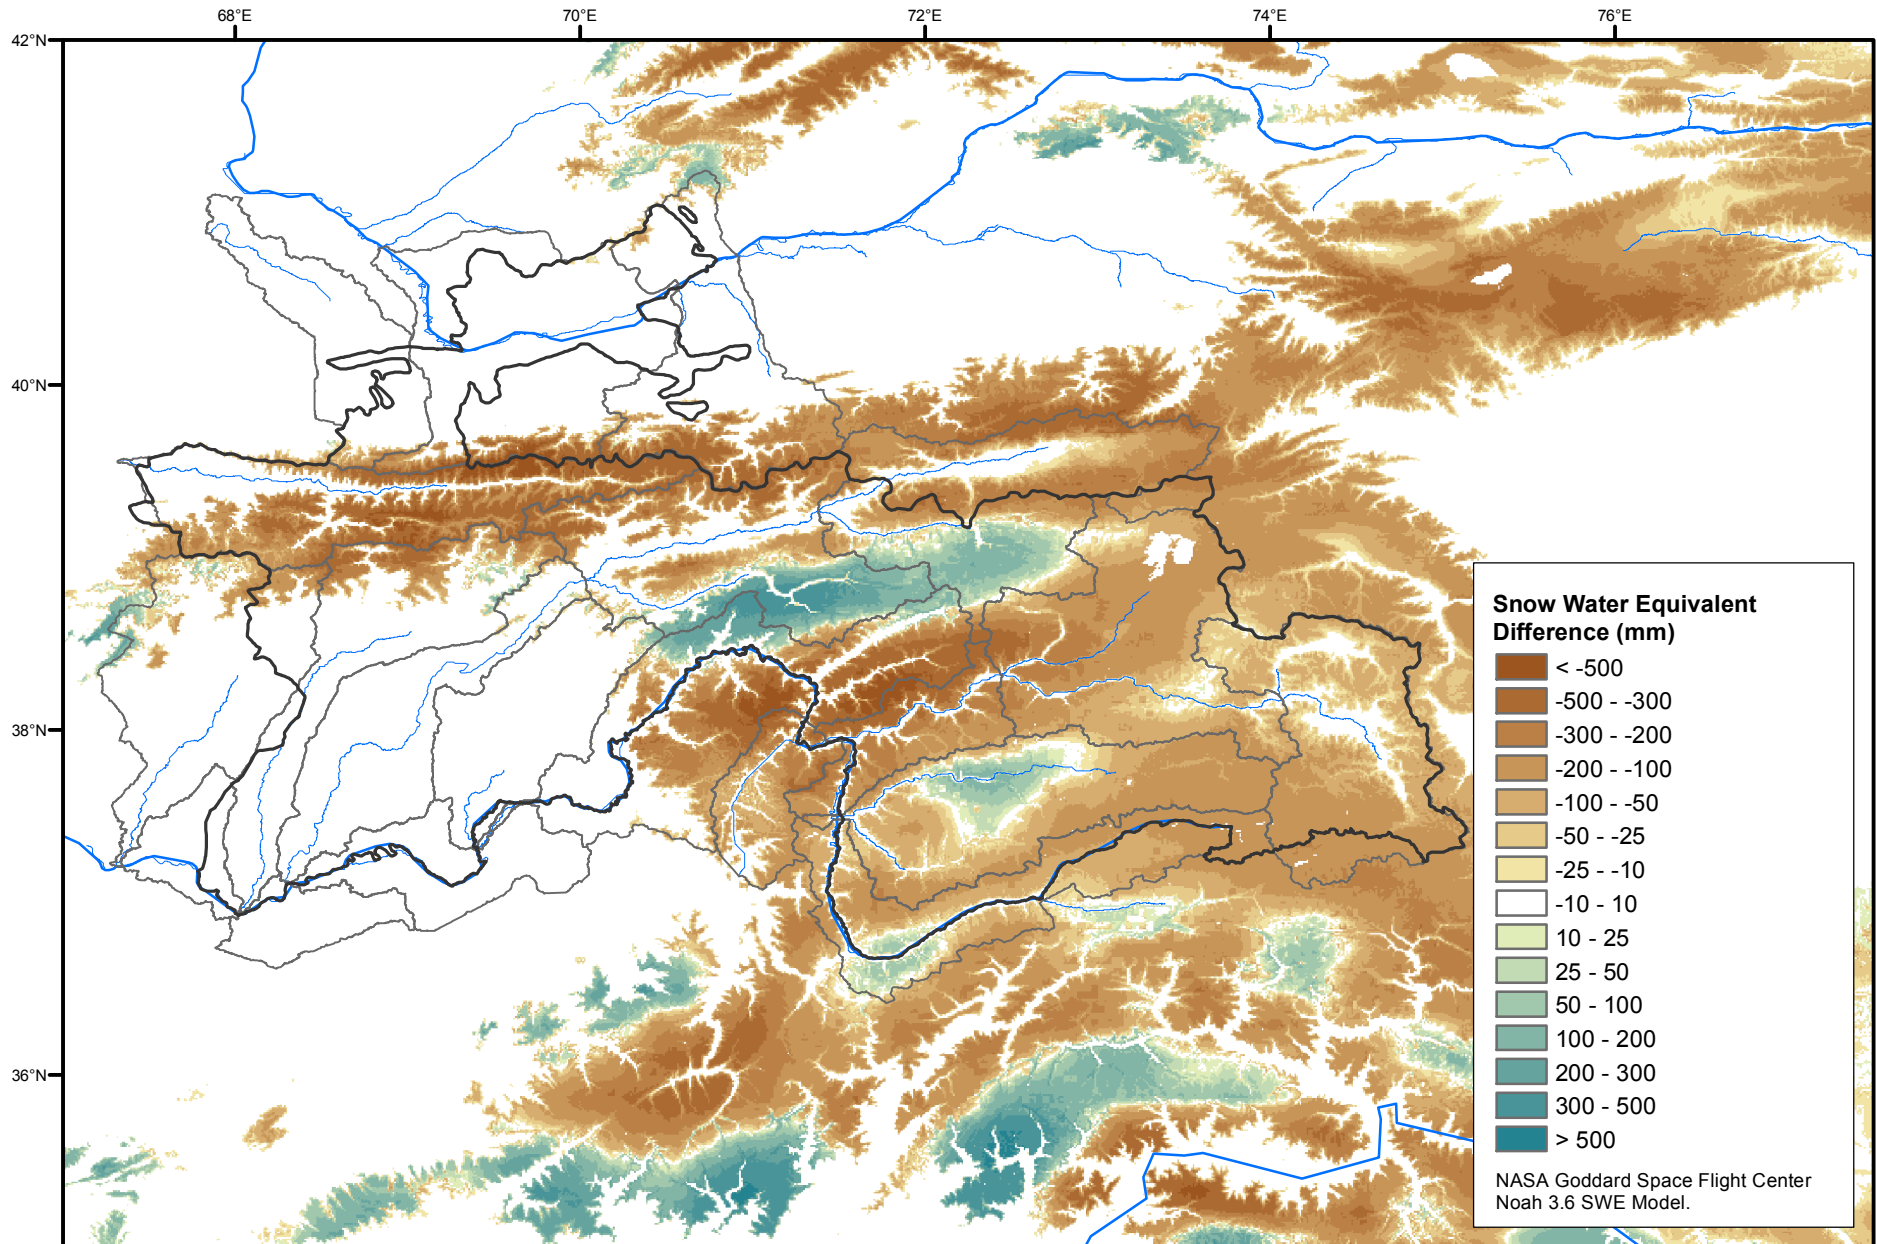 68°E
70°E
72°E
74°E
76°E
42°N
40°N
38°N
36°N
Snow Water Equivalent
Difference (mm)
< -500
-500 - -300
-300 - -200
-200 - -100
-100 - -50
-50 - -25
-25 - -10
-10 - 10
10 - 25
25 - 50
50 - 100
100 - 200
200 - 300
300 - 500
> 500
NASA Goddard Space Flight Center
Noah 3.6 SWE Model.